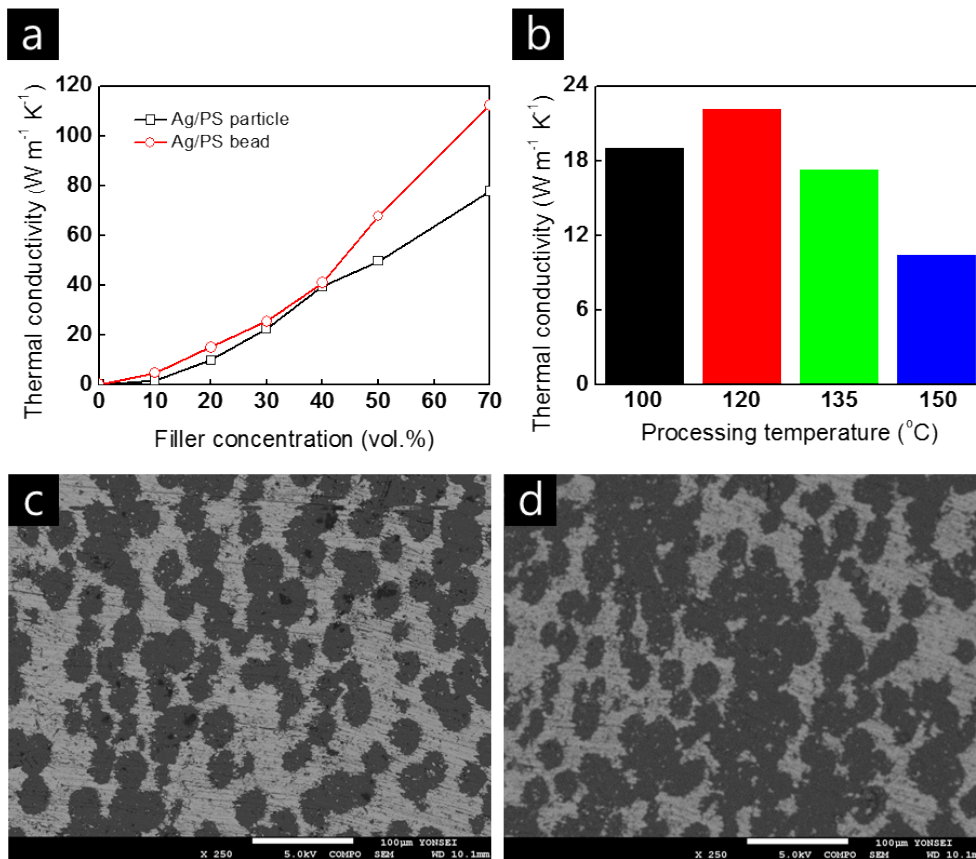 a
Thermal conductivity (W m⁻¹ K⁻¹)
120
100
80
60
40
20
0
Ag/PS particle
Ag/PS bead
0 10 20 30 40 50 60 70
Filler concentration (vol.%)
b
Thermal conductivity (W m⁻¹ K⁻¹)
24
18
12
6
0
100 120 135 150
Processing temperature (°C)
c
100µm YONSEI
X 250 5.0kV COMPO SEM WD 10.1mm
d
100µm YONSEI
X 250 5.0kV COMPO SEM WD 10.1mm